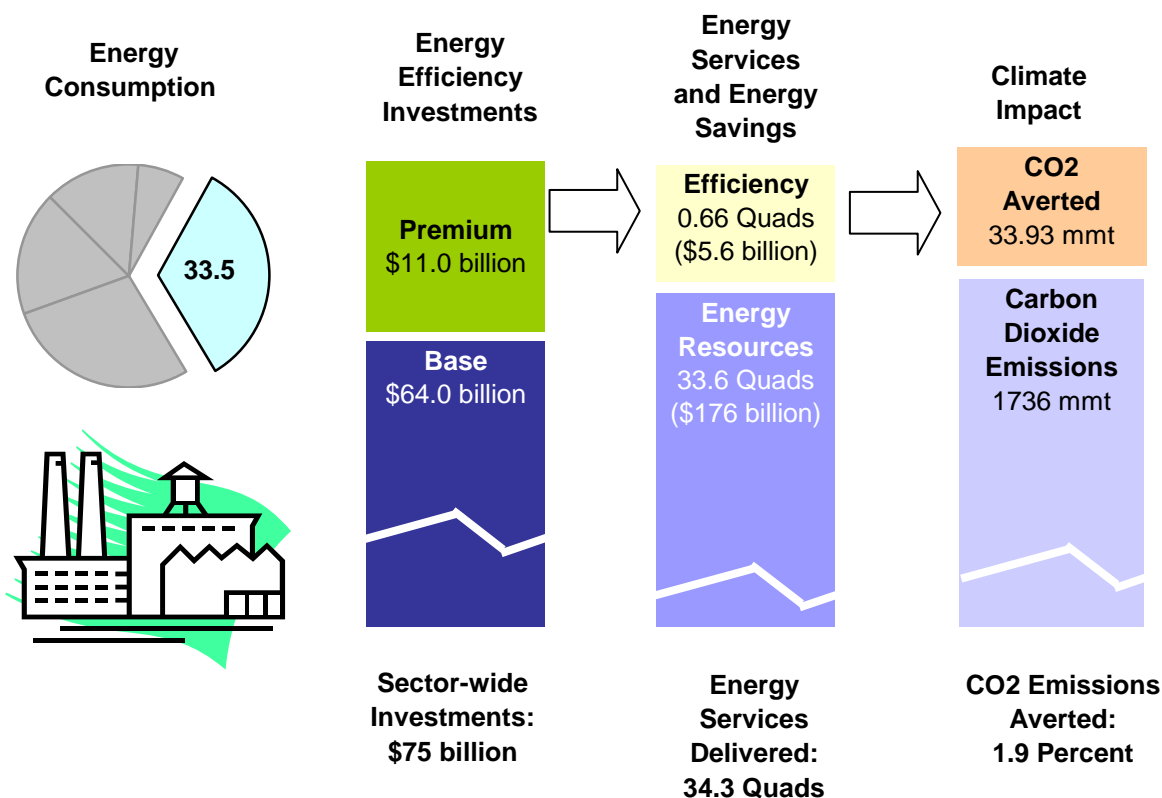 Energy
Consumption
33.5
Energy
Efficiency
Investments
Premium
$11.0 billion
Base
$64.0 billion
Sector-wide
Investments:
$75 billion
Energy
Services
and Energy
Savings
Efficiency
0.66 Quads
($5.6 billion)
Energy
Resources
33.6 Quads
($176 billion)
Energy
Services
Delivered:
34.3 Quads
Climate
Impact
CO2
Averted
33.93 mmt
Carbon
Dioxide
Emissions
1736 mmt
CO2 Emissions
Averted:
1.9 Percent